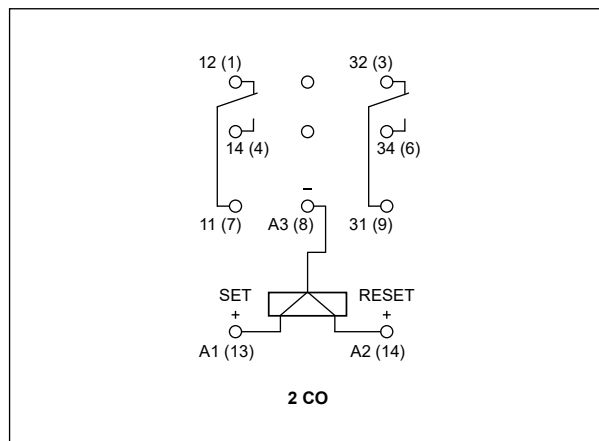 12 (1) 32 (3)
14 (4) 34 (6)
–
11 (7) A3 (8) 31 (9)
SET RESET
+ +
A1 (13) A2 (14)
2 CO